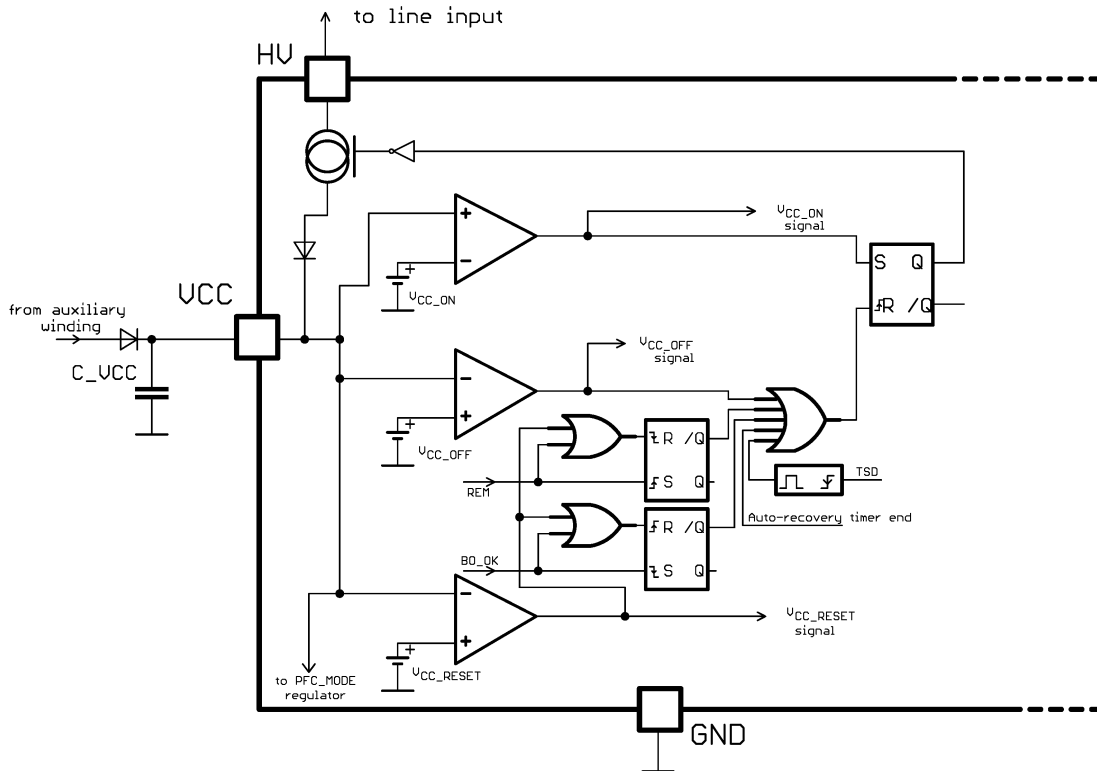 to line input
HV
VCC_ON
signal
+
-
+
VCC_ON
S Q
R /Q
VCC
from auxiliary
winding
C_VCC
VCC_OFF
signal
-
+
+
VCC_OFF
R /Q
S Q
REM
TSD
Auto-recovery timer end
R /Q
S Q
BO_OK
-
+
+
VCC_RESET
VCC_RESET
signal
to PFC_MODE
regulator
GND